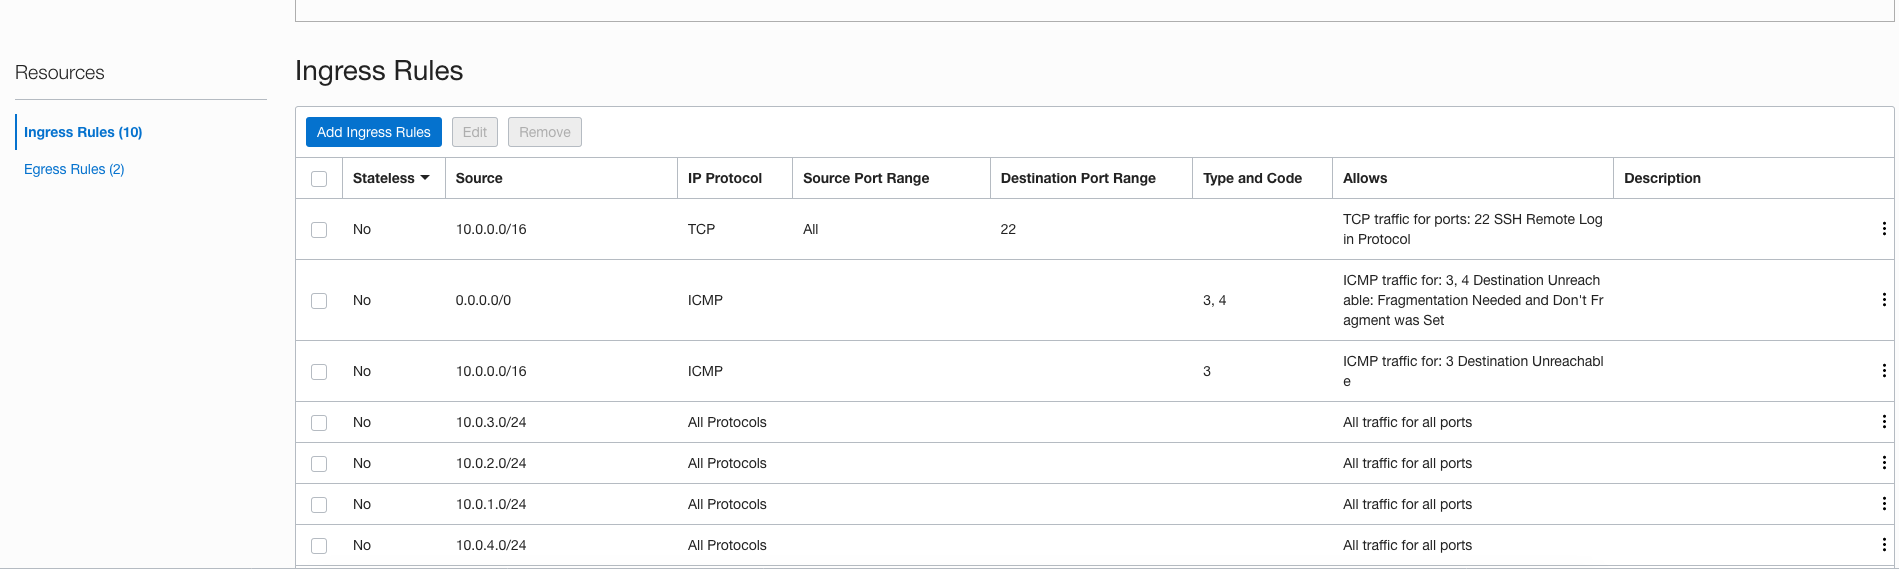 Resources
Ingress Rules (10)
Egress Rules (2)
Ingress Rules
Add Ingress Rules Edit Remove
Stateless Source IP Protocol Source Port Range Destination Port Range Type and Code Allows Description
No 10.0.0.0/16 TCP All 22 TCP traffic for ports: 22 SSH Remote Log
in Protocol
No 0.0.0.0/0 ICMP 3, 4 ICMP traffic for: 3, 4 Destination Unreach
able: Fragmentation Needed and Don't Fr
agment was Set
No 10.0.0.0/16 ICMP 3 ICMP traffic for: 3 Destination Unreachabl
e
No 10.0.3.0/24 All Protocols All traffic for all ports
No 10.0.2.0/24 All Protocols All traffic for all ports
No 10.0.1.0/24 All Protocols All traffic for all ports
No 10.0.4.0/24 All Protocols All traffic for all ports